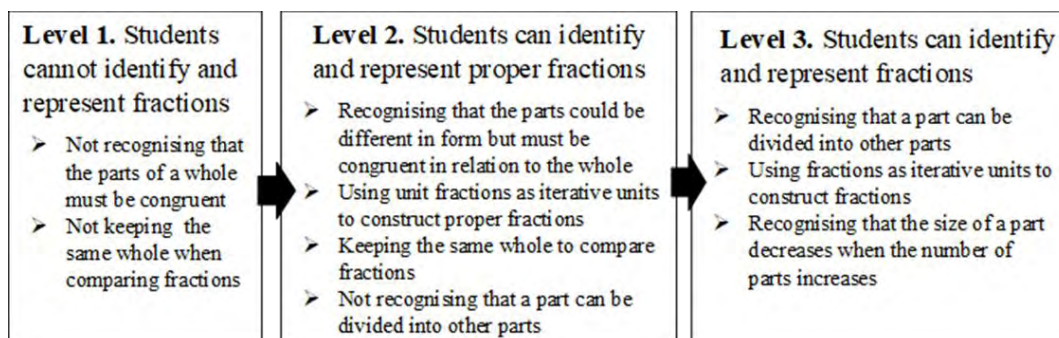 Level 1. Students
cannot identify and
represent fractions
➢ Not recognising that
the parts of a whole
must be congruent
➢ Not keeping the
same whole when
comparing fractions
Level 2. Students can identify
and represent proper fractions
➢ Recognising that the parts could be
different in form but must be
congruent in relation to the whole
➢ Using unit fractions as iterative units
to construct proper fractions
➢ Keeping the same whole to compare
fractions
➢ Not recognising that a part can be
divided into other parts
Level 3. Students can identify
and represent fractions
➢ Recognising that a part can be
divided into other parts
➢ Using fractions as iterative units to
construct fractions
➢ Recognising that the size of a part
decreases when the number of
parts increases